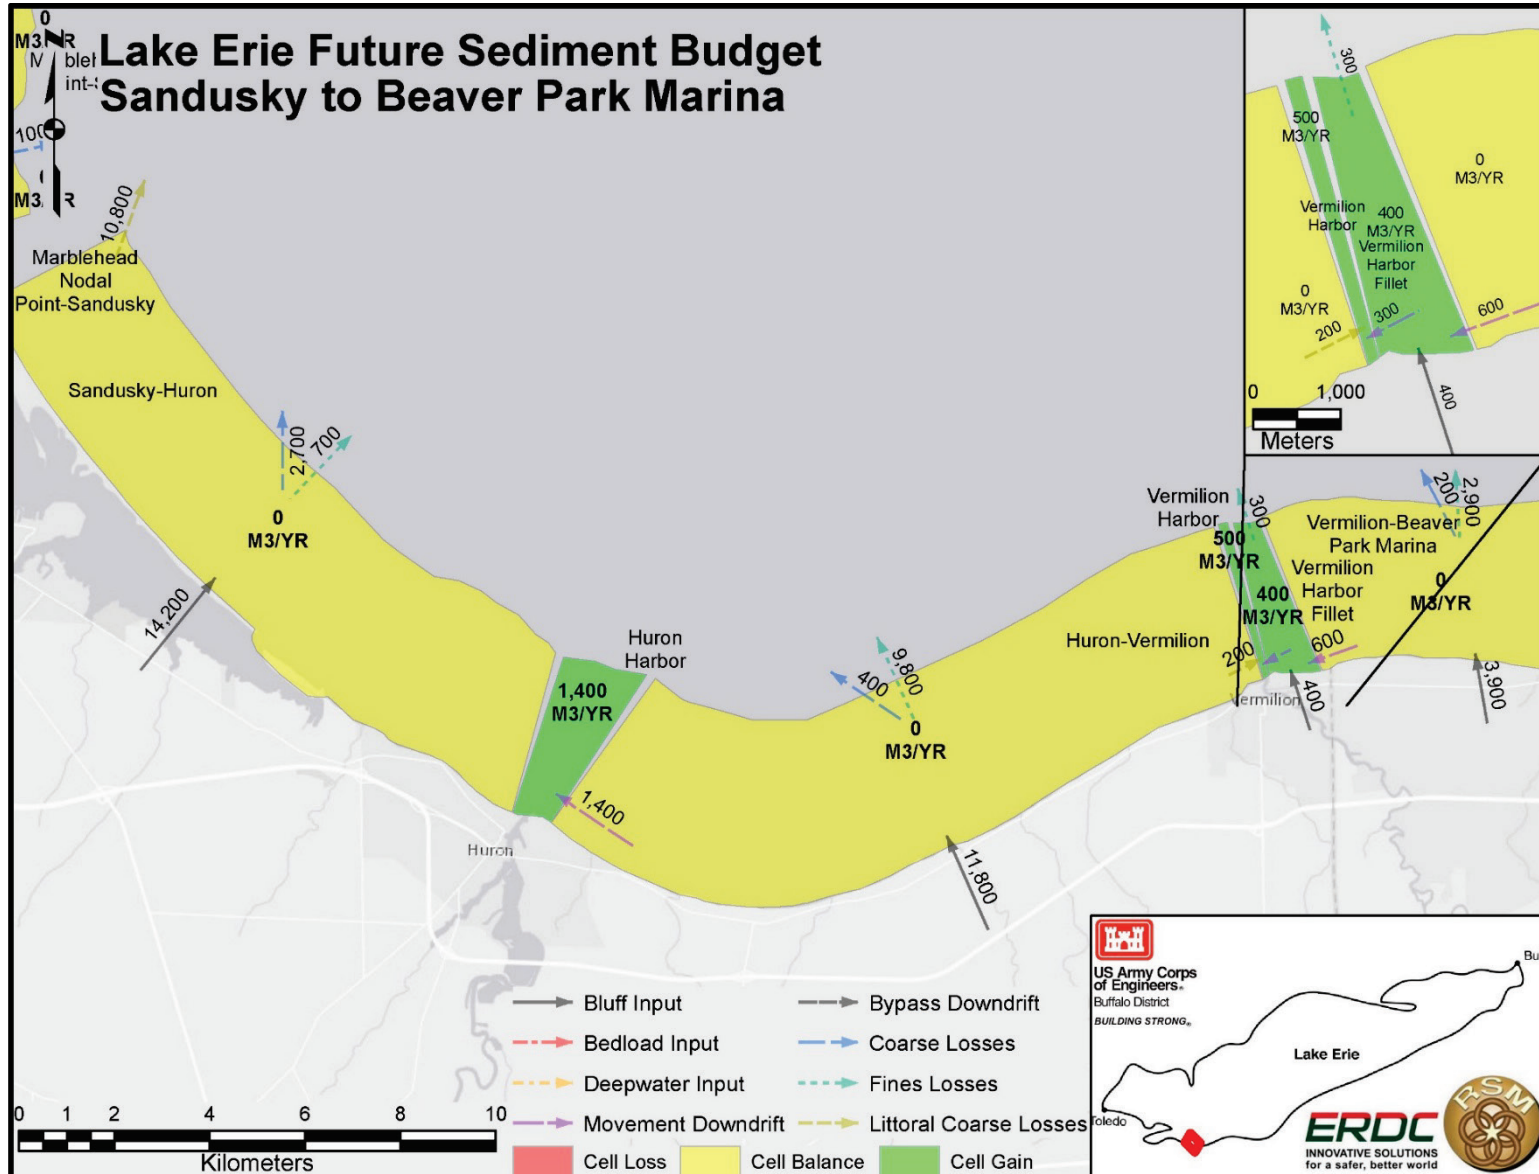 Lake Erie Future Sediment Budget
Sandusky to Beaver Park Marina
0
N
100
10,800
Marblehead
Nodal
Point-Sandusky
Sandusky-Huron
2,700
700
0
M3/YR
14,200
Huron
Harbor
1,400
M3/YR
1,400
Huron
400
9,800
0
M3/YR
11,800
Huron-Vermilion
Vermilion
Harbor
500
M3/YR
300
400
M3/YR
200
600
400
Vermilion
Harbor
Fillet
Vermilion-Beaver
Park Marina
200
2,900
0
M3/YR
3,900
300
500
M3/YR
Vermilion
Harbor
400
M3/YR
Vermilion
Harbor
Fillet
0
M3/YR
0
M3/YR
200
300
600
400
0 1,000
Meters
Bluff Input
Bedload Input
Deepwater Input
Movement Downdrift
Bypass Downdrift
Coarse Losses
Fines Losses
Littoral Coarse Losses
Cell Loss
Cell Balance
Cell Gain
0 1 2 4 6 8 10
Kilometers
US Army Corps
of Engineers®
Buffalo District
BUILDING STRONG®
Lake Erie
Toledo
Bu
ERDC
INNOVATIVE SOLUTIONS
for a safer, better world
RSM